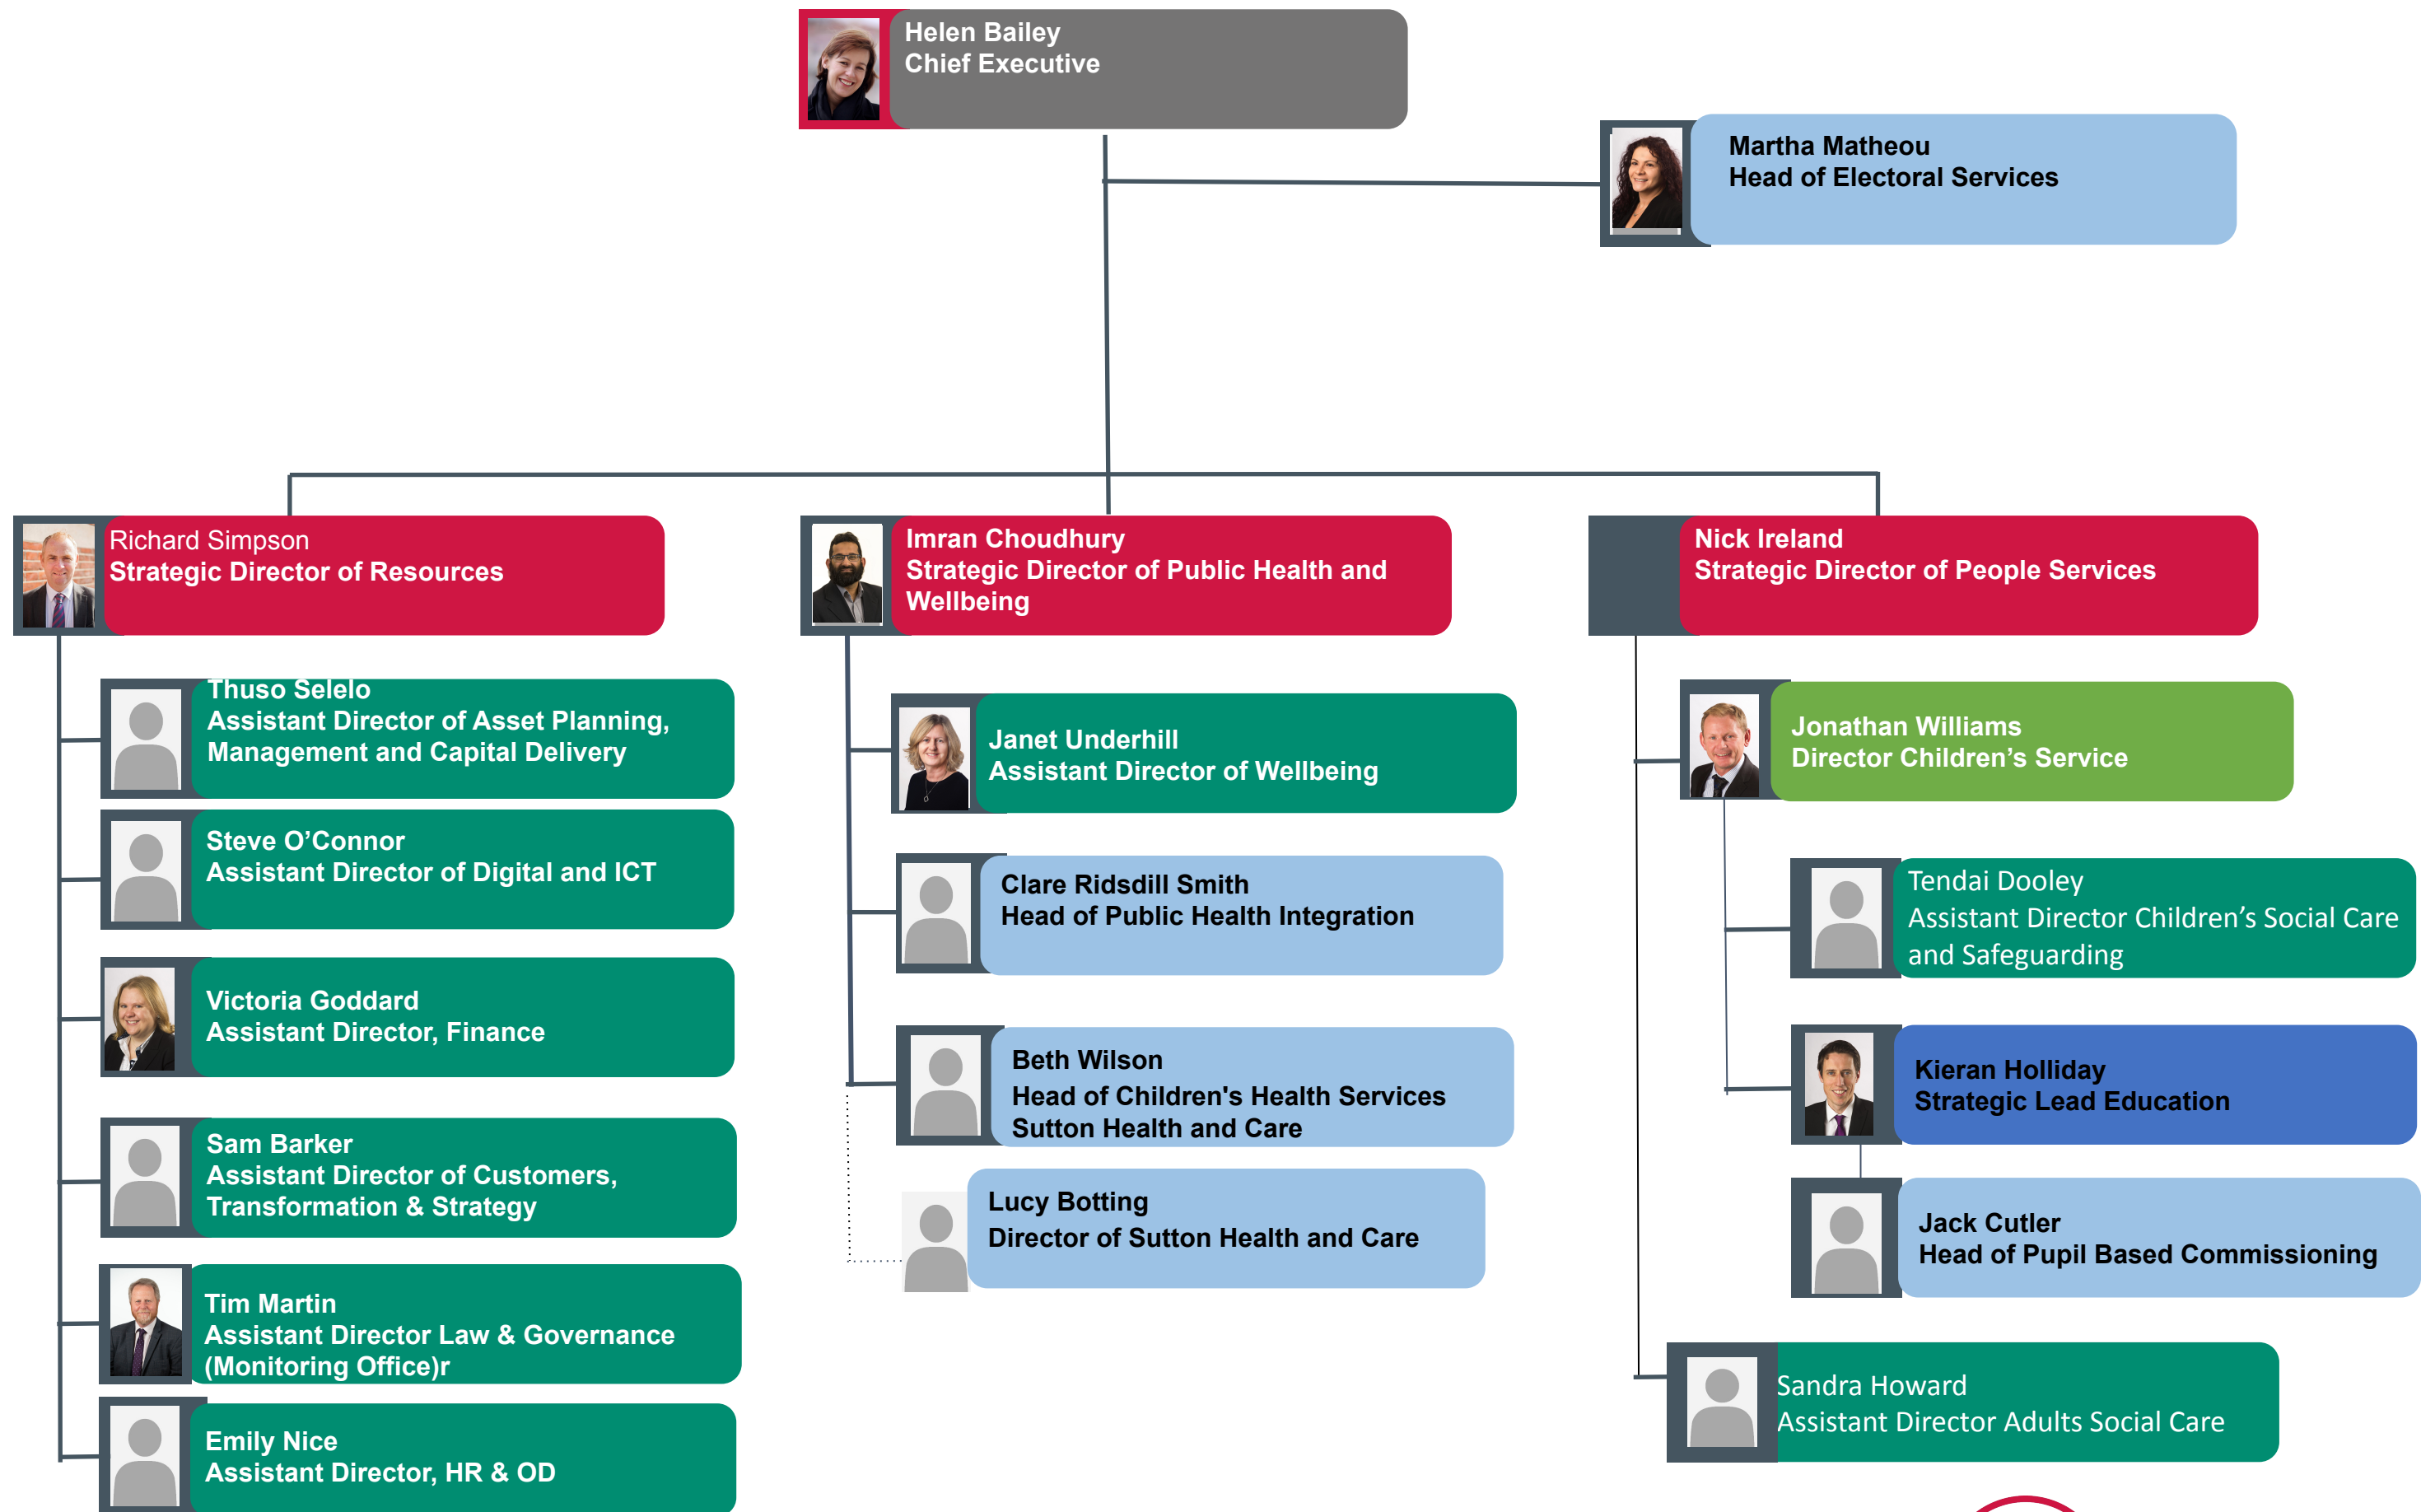 Helen Bailey
Chief Executive
Martha Matheou
Head of Electoral Services
Richard Simpson
Strategic Director of Resources
Thuso Selelo
Assistant Director of Asset Planning,
Management and Capital Delivery
Steve O’Connor
Assistant Director of Digital and ICT
Victoria Goddard
Assistant Director, Finance
Sam Barker
Assistant Director of Customers,
Transformation & Strategy
Tim Martin
Assistant Director Law & Governance
(Monitoring Office)r
Emily Nice
Assistant Director, HR & OD
Imran Choudhury
Strategic Director of Public Health and
Wellbeing
Janet Underhill
Assistant Director of Wellbeing
Clare Ridsdill Smith
Head of Public Health Integration
Beth Wilson
Head of Children's Health Services
Sutton Health and Care
Lucy Botting
Director of Sutton Health and Care
Nick Ireland
Strategic Director of People Services
Jonathan Williams
Director Children’s Service
Tendai Dooley
Assistant Director Children’s Social Care
and Safeguarding
Kieran Holliday
Strategic Lead Education
Jack Cutler
Head of Pupil Based Commissioning
Sandra Howard
Assistant Director Adults Social Care